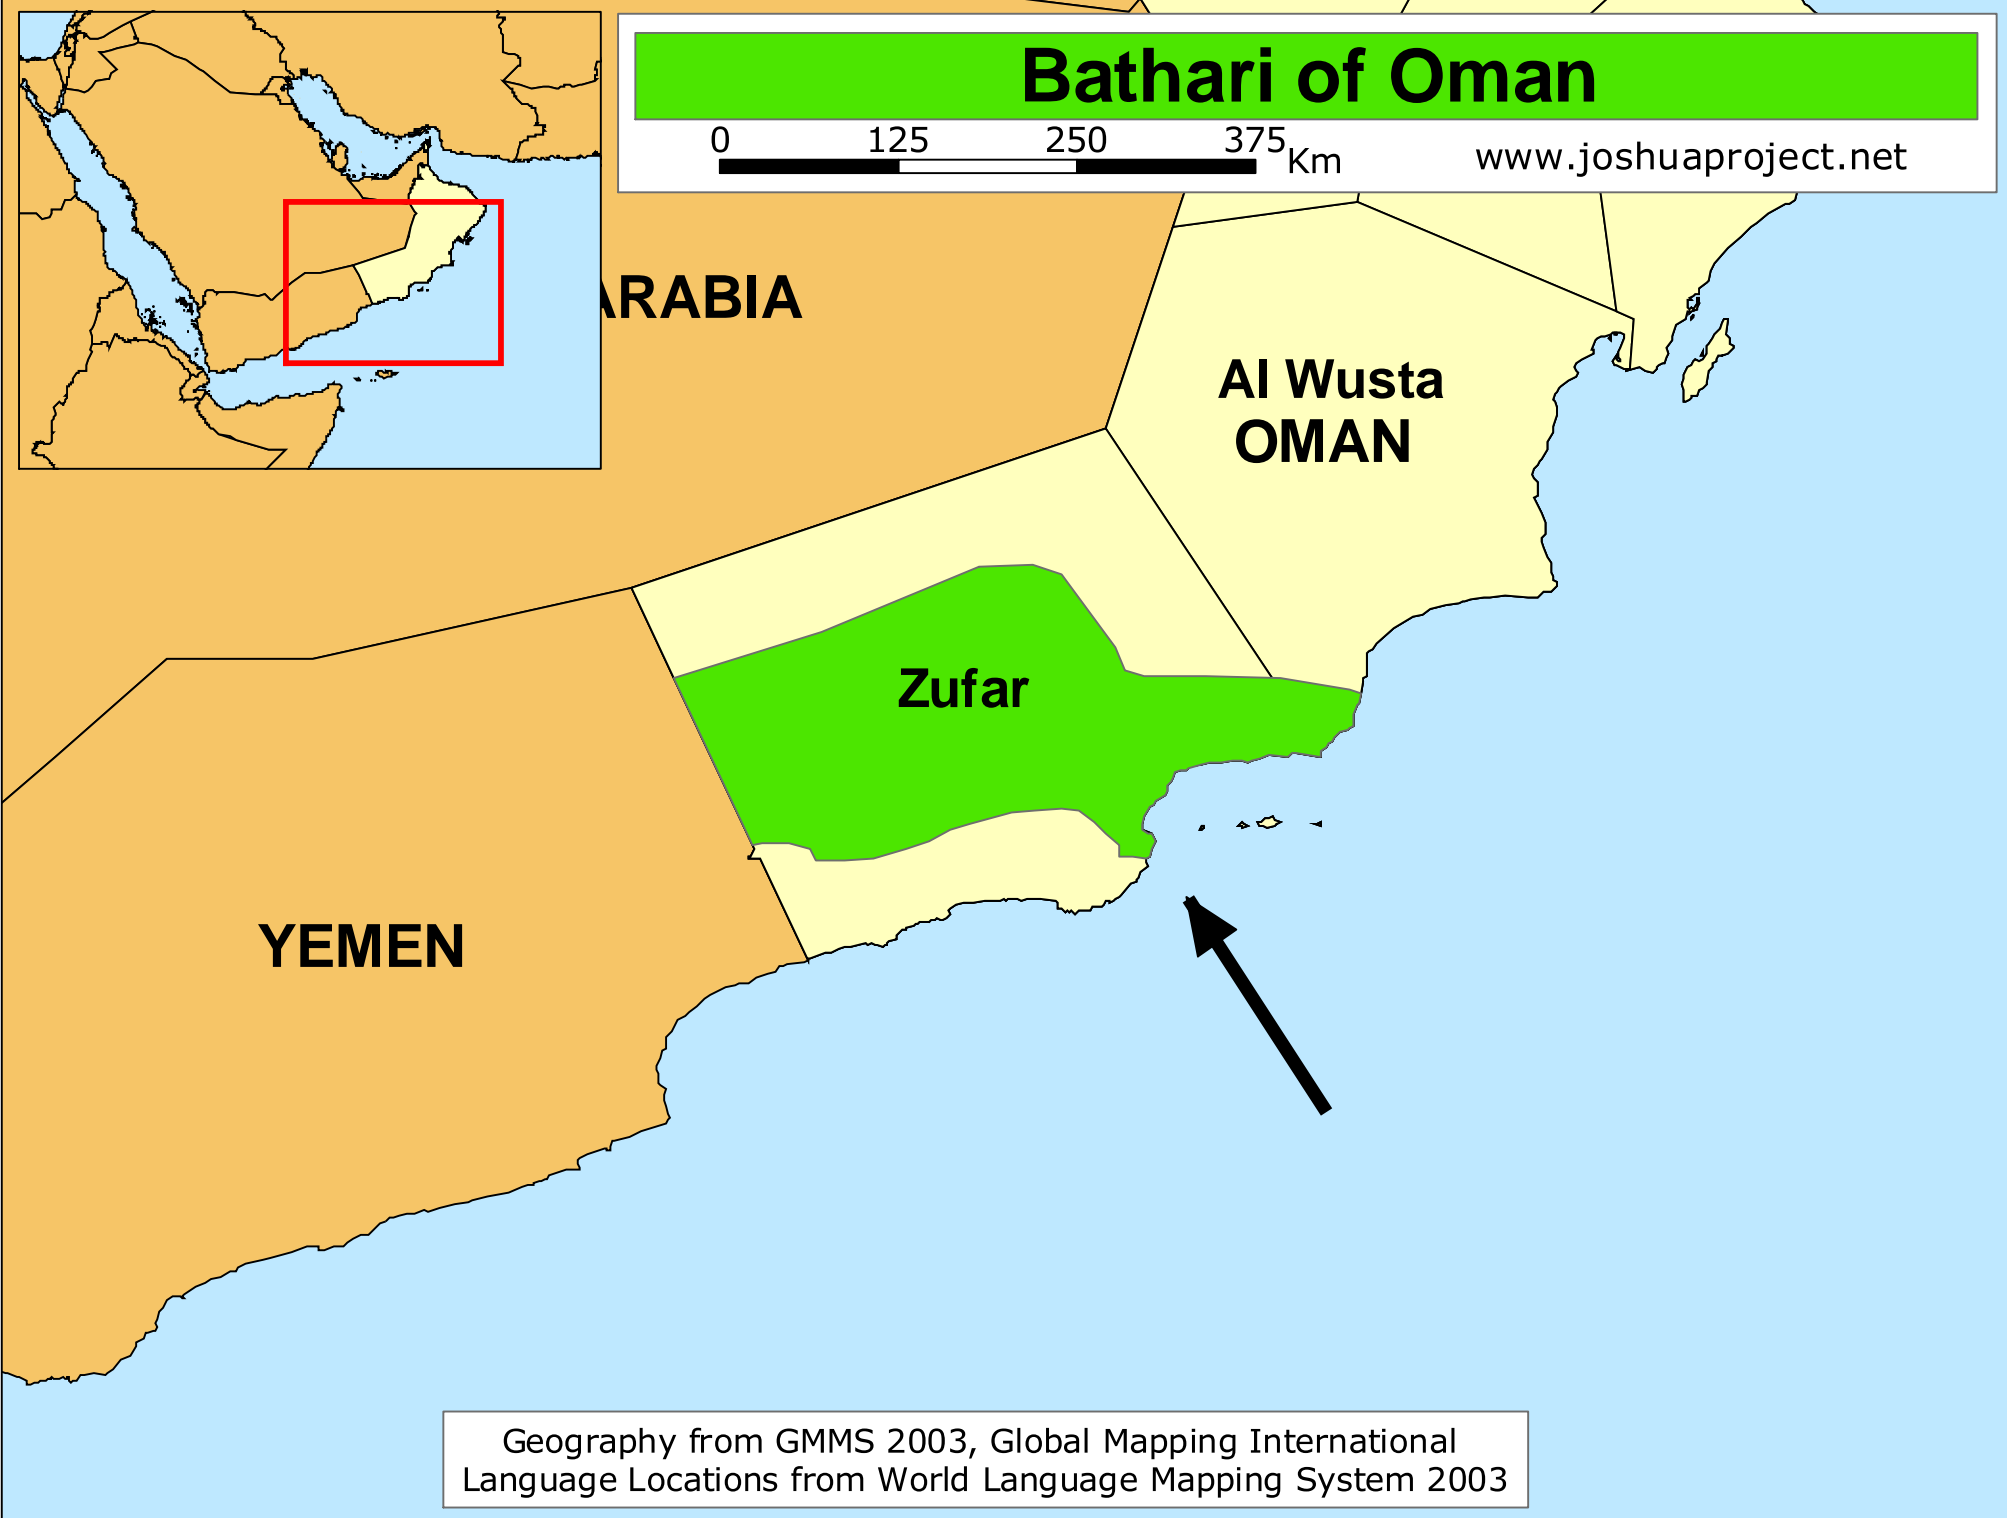 Bathari of Oman
0 125 250 375 Km
www.joshuaproject.net
ARABIA
Al Wusta
OMAN
Zufar
YEMEN
Geography from GMMS 2003, Global Mapping International
Language Locations from World Language Mapping System 2003